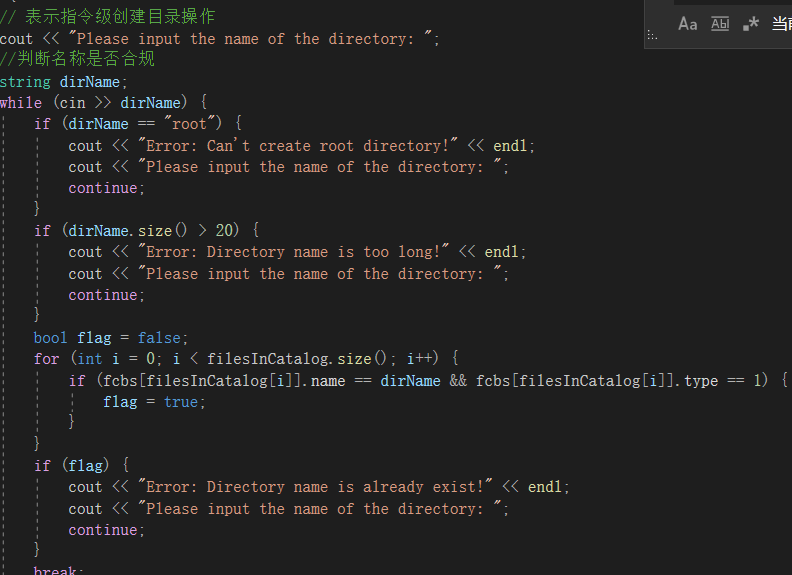 // 表示指令级创建目录操作
cout << "Please input the name of the directory: ";
//判断名称是否合规
string dirName;
while (cin >> dirName) {
if (dirName == "root") {
cout << "Error: Can't create root directory!" << endl;
cout << "Please input the name of the directory: ";
continue;
}
if (dirName.size() > 20) {
cout << "Error: Directory name is too long!" << endl;
cout << "Please input the name of the directory: ";
continue;
}
bool flag = false;
for (int i = 0; i < filesInCatalog.size(); i++) {
if (fcbs[filesInCatalog[i]].name == dirName && fcbs[filesInCatalog[i]].type == 1) {
flag = true;
}
}
if (flag) {
cout << "Error: Directory name is already exist!" << endl;
cout << "Please input the name of the directory: ";
continue;
}
break;
Aa Ab .* 当前